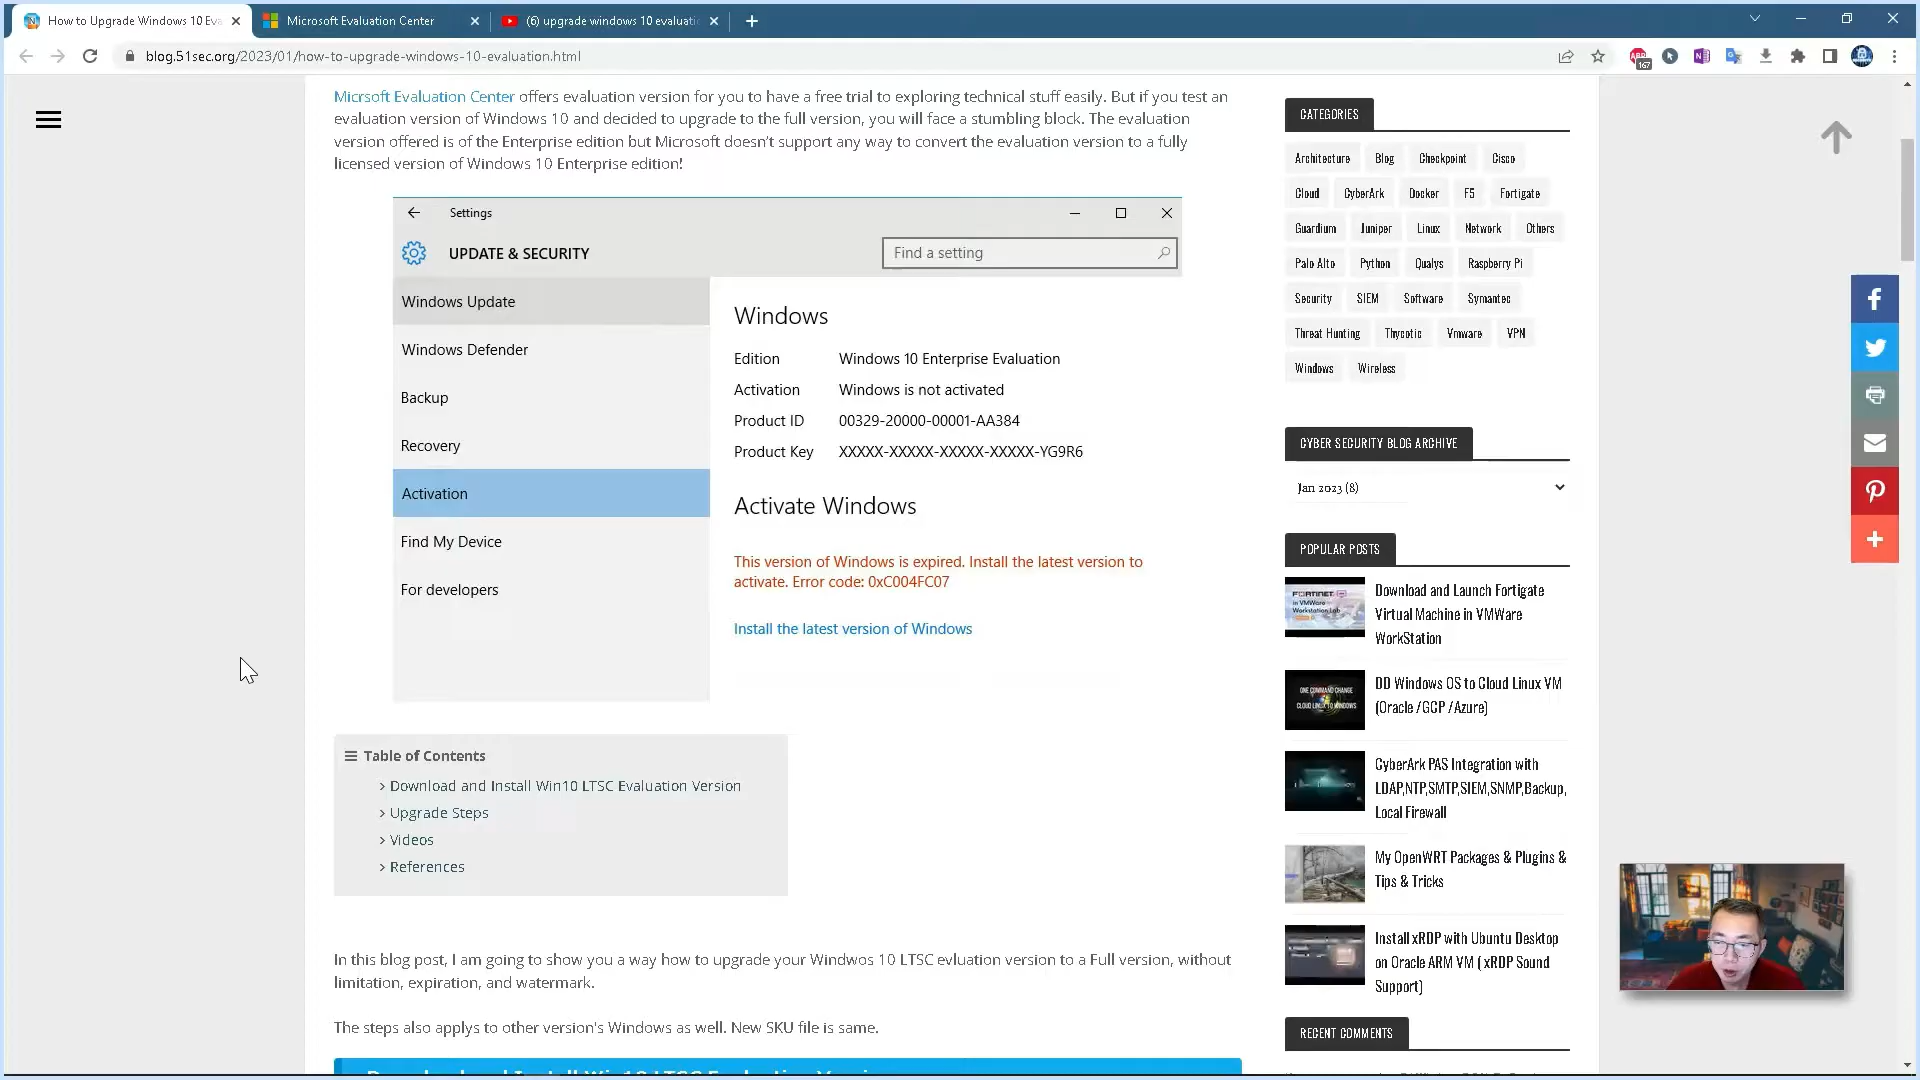 How to Upgrade Windows 10 Eva
Microsoft Evaluation Center
(6) upgrade windows 10 evaluati
blog.51sec.org/2023/01/how-to-upgrade-windows-10-evaluation.html
ABP
167
Micrsoft Evaluation Center offers evaluation version for you to have a free trial to exploring technical stuff easily. But if you test an
evaluation version of Windows 10 and decided to upgrade to the full version, you will face a stumbling block. The evaluation
version offered is of the Enterprise edition but Microsoft doesn't support any way to convert the evaluation version to a fully
licensed version of Windows 10 Enterprise edition!
Settings
UPDATE & SECURITY
Find a setting
Windows Update
Windows Defender
Backup
Recovery
Activation
Find My Device
For developers
Windows
Edition Windows 10 Enterprise Evaluation
Activation Windows is not activated
Product ID 00329-20000-00001-AA384
Product Key XXXXX-XXXXX-XXXXX-XXXXX-YG9R6
Activate Windows
This version of Windows is expired. Install the latest version to
activate. Error code: 0xC004FC07
Install the latest version of Windows
Table of Contents
> Download and Install Win10 LTSC Evaluation Version
> Upgrade Steps
> Videos
> References
In this blog post, I am going to show you a way how to upgrade your Windwos 10 LTSC evluation version to a Full version, without
limitation, expiration, and watermark.
The steps also applys to other version's Windows as well. New SKU file is same.
CATEGORIES
Architecture Blog Checkpoint Cisco
Cloud CyberArk Docker F5 Fortigate
Guardium Juniper Linux Network Others
Palo Alto Python Qualys Raspberry Pi
Security SIEM Software Symantec
Threat Hunting Thycotic Vmware VPN
Windows Wireless
CYBER SECURITY BLOG ARCHIVE
Jan 2023 (8)
POPULAR POSTS
FORTINET
in VMWare
Workstation Lab
Download and Launch Fortigate
Virtual Machine in VMWare
WorkStation
ONE COMMAND CHANGE
CLOUD LINUX TO WINDOWS
DD Windows OS to Cloud Linux VM
(Oracle /GCP /Azure)
CyberArk PAS Integration with
LDAP,NTP,SMTP,SIEM,SNMP,Backup,
Local Firewall
My OpenWRT Packages & Plugins &
Tips & Tricks
Install xRDP with Ubuntu Desktop
on Oracle ARM VM ( xRDP Sound
Support)
RECENT COMMENTS